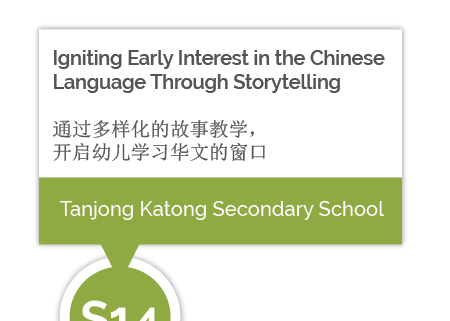 Igniting Early Interest in the Chinese
Language Through Storytelling
通过多样化的故事教学，
开启幼儿学习华文的窗口
Tanjong Katong Secondary School
S14